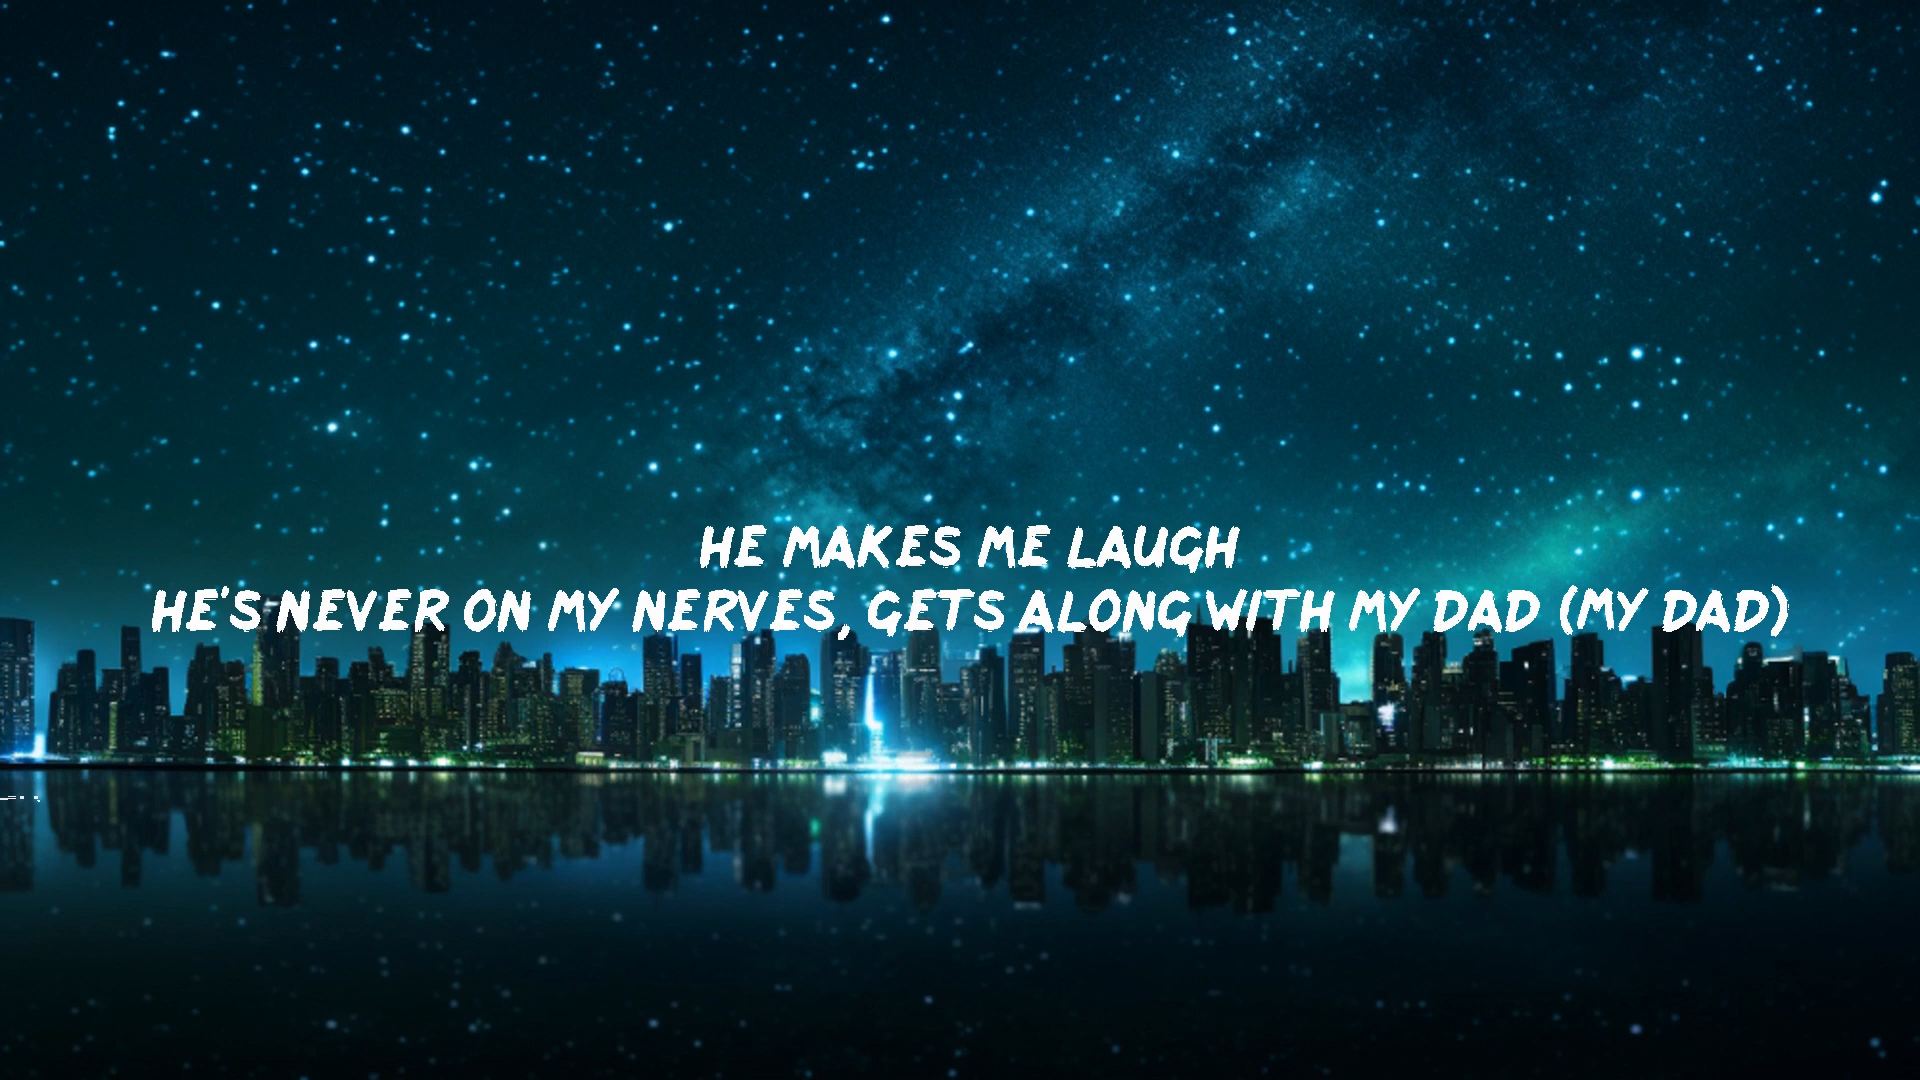 HE MAKES ME LAUGH
HE'S NEVER ON MY NERVES, GETS ALONG WITH MY DAD (MY DAD)